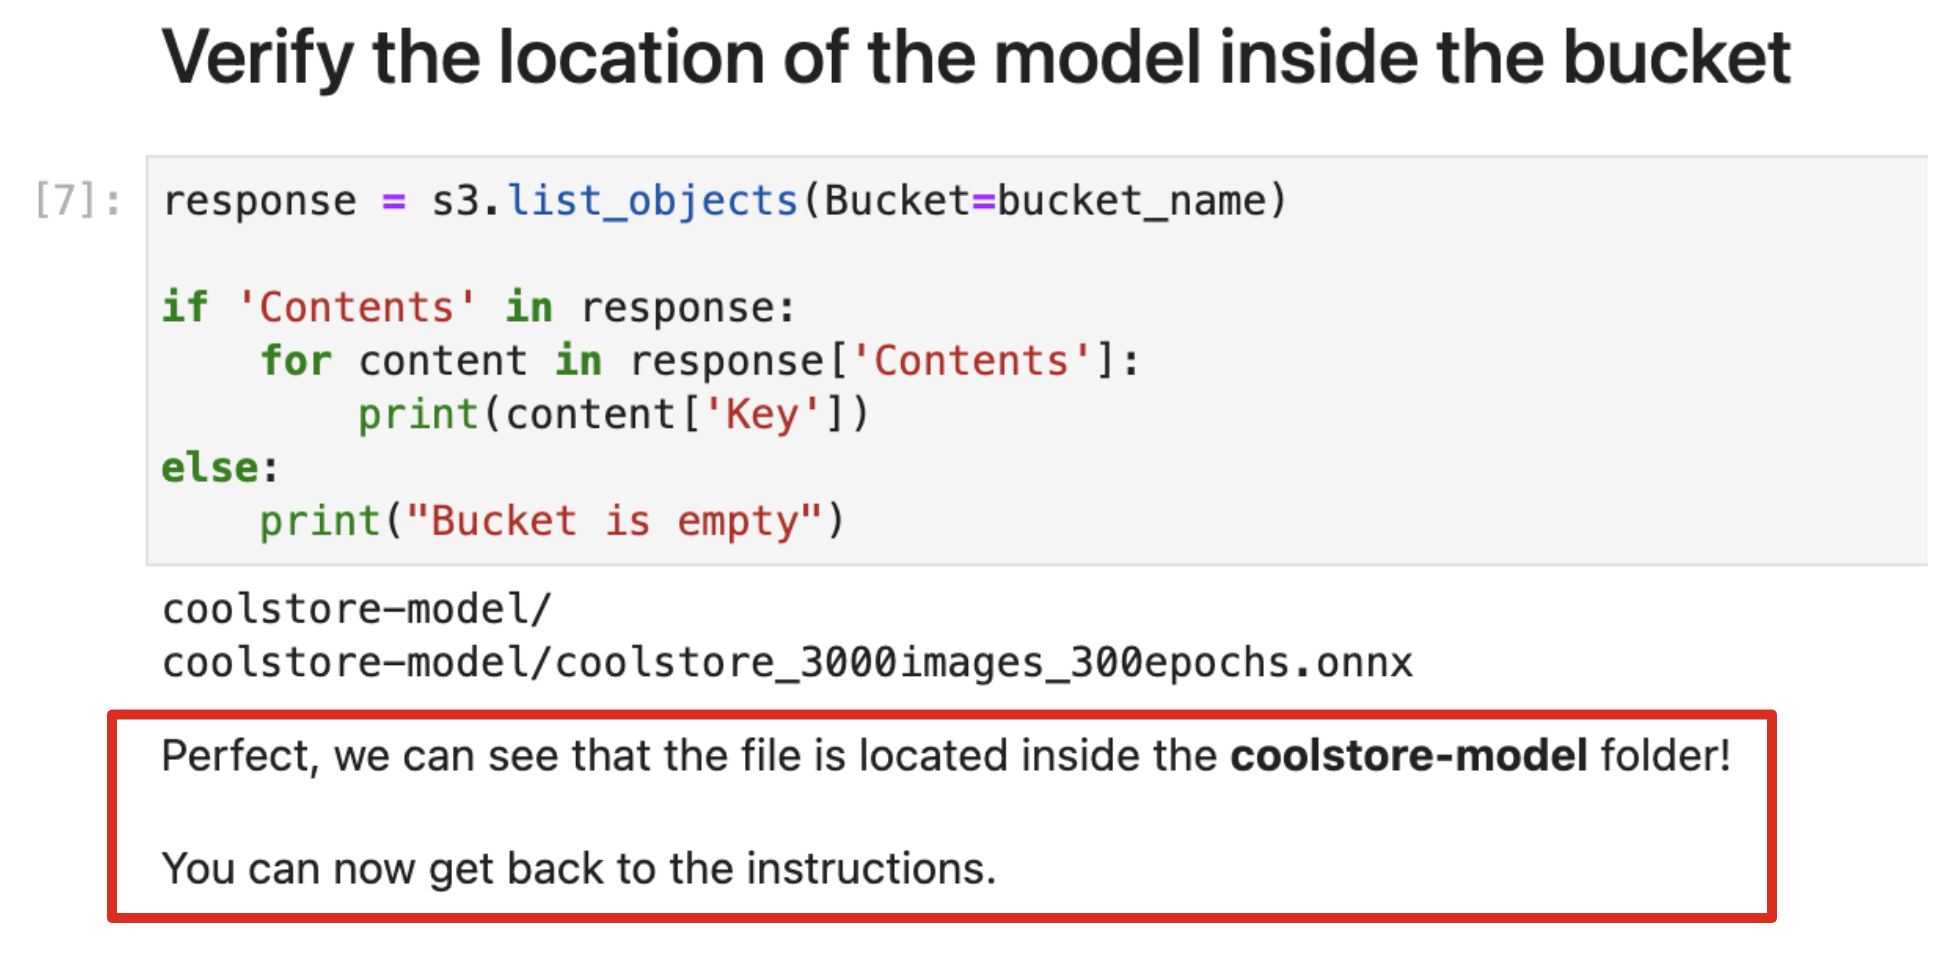 Verify the location of the model inside the bucket
[7]: response = s3.list_objects(Bucket=bucket_name)
if 'Contents' in response:
    for content in response['Contents']:
        print(content['Key'])
else:
    print("Bucket is empty")
coolstore-model/
coolstore-model/coolstore_3000images_300epochs.onnx
Perfect, we can see that the file is located inside the coolstore-model folder!
You can now get back to the instructions.